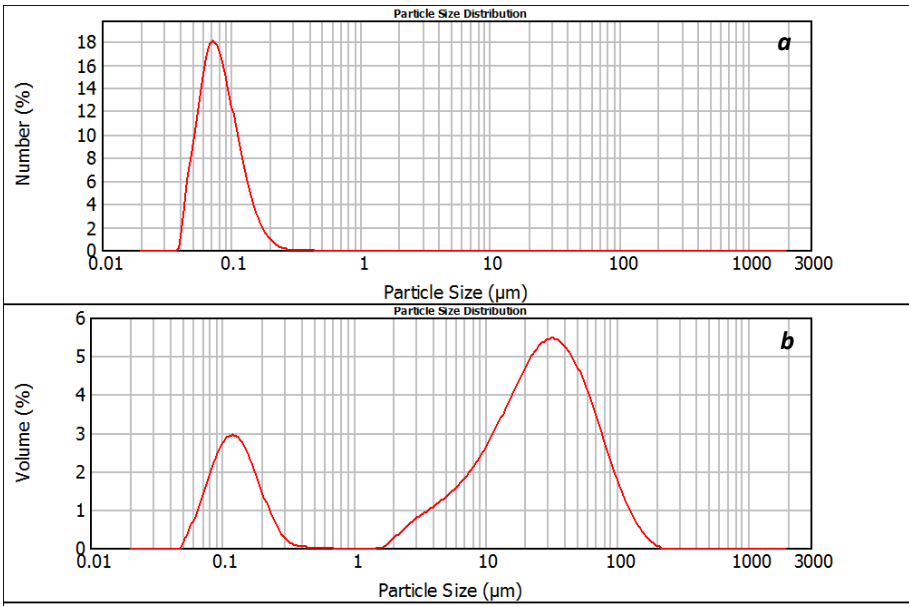 Particle Size Distribution
a
Number (%)
18
16
14
12
10
8
6
4
2
0
0.01 0.1 1 10 100 1000 3000
Particle Size (µm)
Particle Size Distribution
b
Volume (%)
6
5
4
3
2
1
0
0.01 0.1 1 10 100 1000 3000
Particle Size (µm)